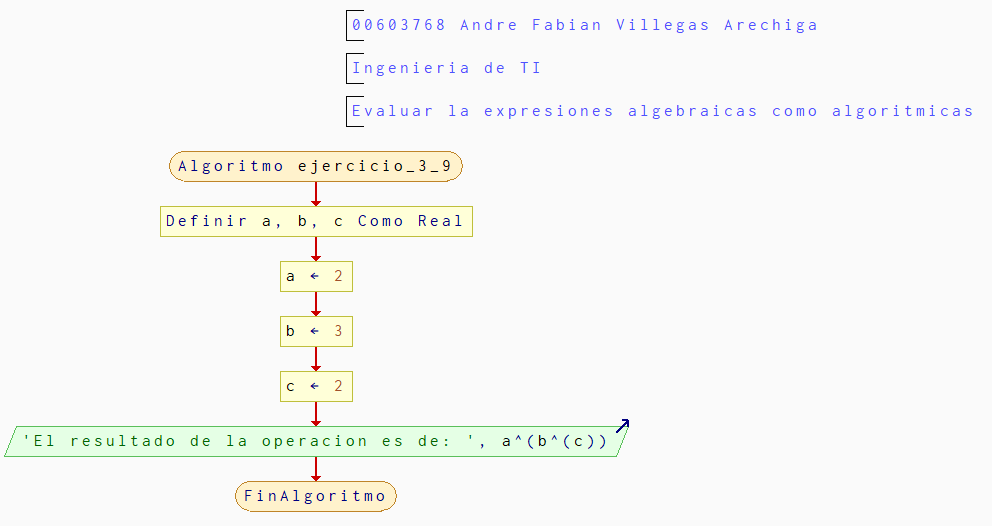 00603768 Andre Fabian Villegas Arechiga
Ingenieria de TI
Evaluar la expresiones algebraicas como algoritmicas
Algoritmo ejercicio_3_9
Definir a, b, c Como Real
a ← 2
b ← 3
c ← 2
'El resultado de la operacion es de: ', a^(b^(c))
FinAlgoritmo